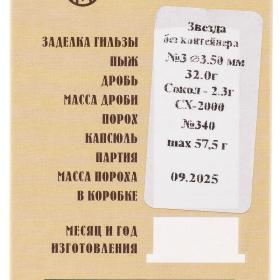 ЗАДЕЛКА ГИЛЬЗЫ Звезда
ПЫЖ без контейнера
ДРОБЬ №3 ⌀3.50 мм
МАССА ДРОБИ 32.0г
ПОРОХ Сокол - 2.3г
КАПСЮЛЬ СХ-2000
ПАРТИЯ №340
МАССА ПОРОХА max 57,5 г
В КОРОБКЕ
09.2025
МЕСЯЦ И ГОД
ИЗГОТОВЛЕНИЯ